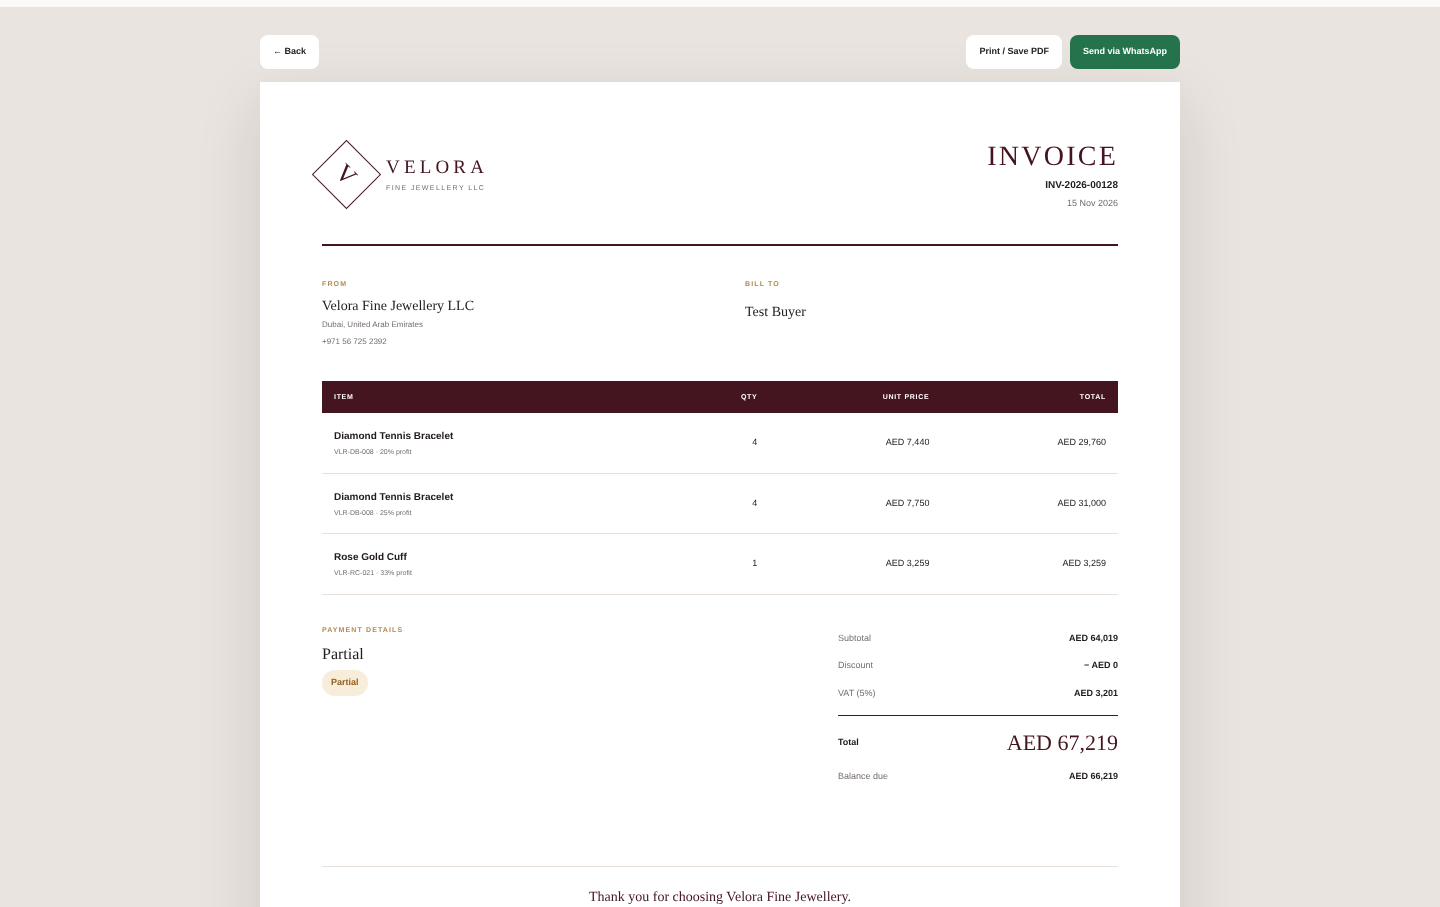 ← Back
Print / Save PDF
Send via WhatsApp
V
VELORA
FINE JEWELLERY LLC
INVOICE
INV-2026-00128
15 Nov 2026
FROM
Velora Fine Jewellery LLC
Dubai, United Arab Emirates
+971 56 725 2392
BILL TO
Test Buyer
ITEM QTY UNIT PRICE TOTAL
Diamond Tennis Bracelet 4 AED 7,440 AED 29,760
VLR-DB-008 · 20% profit
Diamond Tennis Bracelet 4 AED 7,750 AED 31,000
VLR-DB-008 · 25% profit
Rose Gold Cuff 1 AED 3,259 AED 3,259
VLR-RC-021 · 33% profit
PAYMENT DETAILS
Partial
Partial
Subtotal AED 64,019
Discount − AED 0
VAT (5%) AED 3,201
Total AED 67,219
Balance due AED 66,219
Thank you for choosing Velora Fine Jewellery.